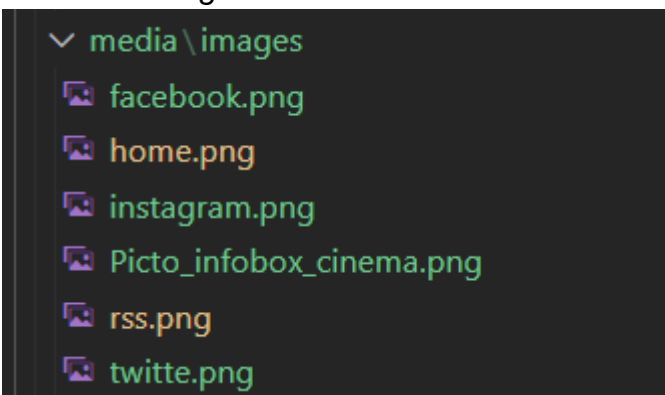 media\images
facebook.png
home.png
instagram.png
Picto_infobox_cinema.png
rss.png
twitte.png